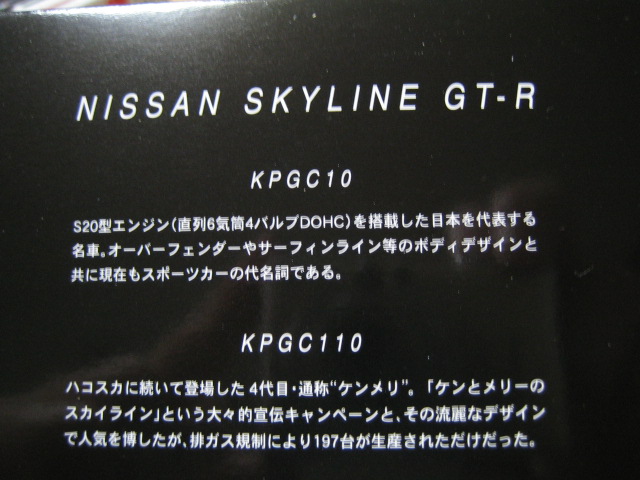 NISSAN SKYLINE GT-R
KPGC10
S20型エンジン(直列6気筒4バルブDOHC)を搭載した日本を代表する
名車。オーバーフェンダーやサーフィンライン等のボディデザインと
共に現在もスポーツカーの代名詞である。
KPGC110
ハコスカに続いて登場した4代目・通称“ケンメリ”。「ケンとメリーの
スカイライン」という大々的宣伝キャンペーンと、その流麗なデザイン
で人気を博したが、排ガス規制により197台が生産されただけだった。